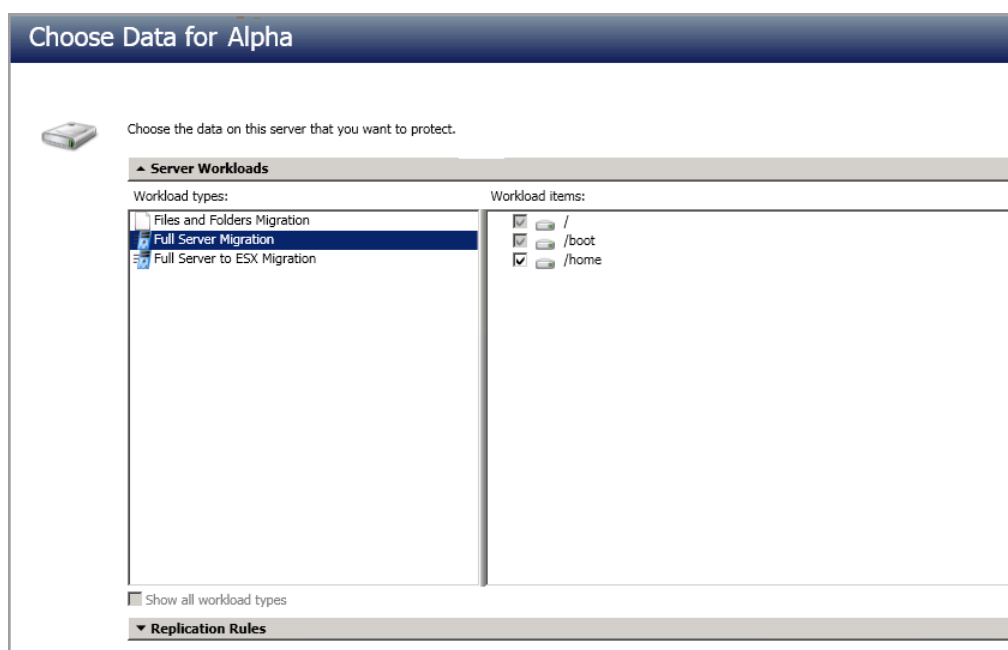 Choose Data for Alpha
Choose the data on this server that you want to protect.
Server Workloads
Workload types:
Files and Folders Migration
Full Server Migration
Full Server to ESX Migration
Workload items:
/
/boot
/home
Show all workload types
Replication Rules